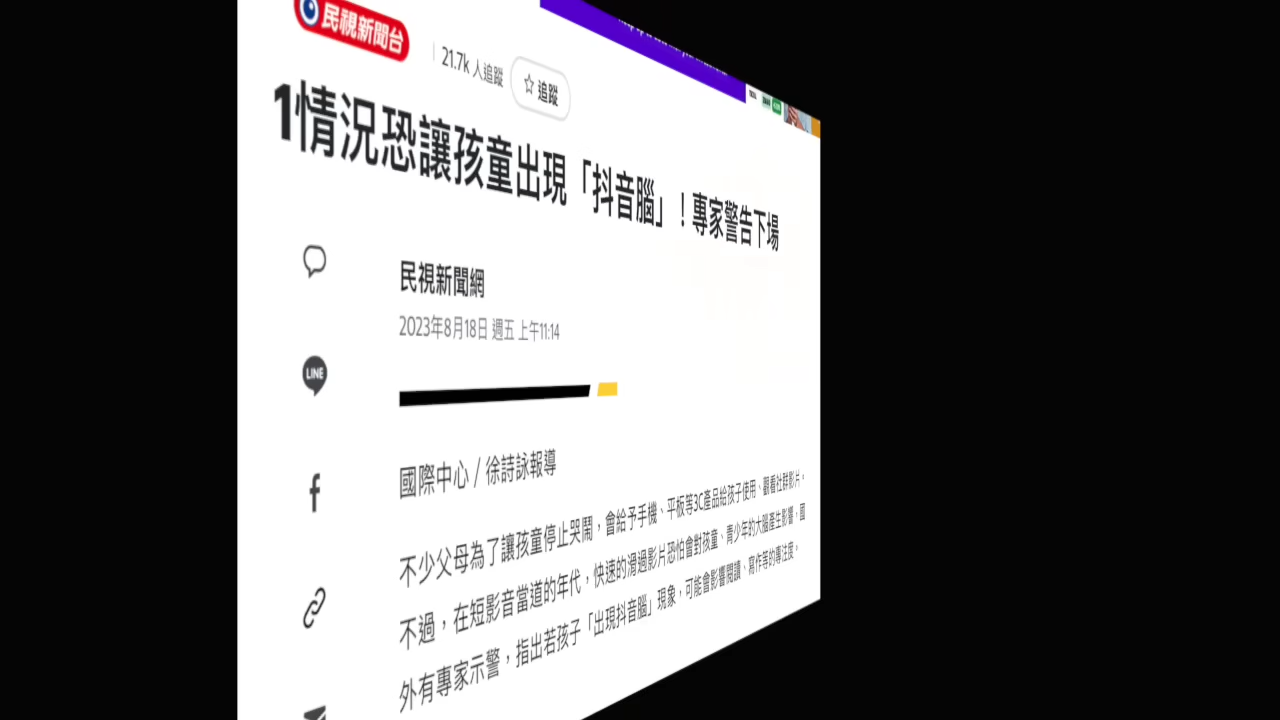 民視新聞台
21.7k 人追蹤
追蹤
1情況恐讓孩童出現「抖音腦」！專家警告下場
民視新聞網
2023年8月18日 週五 上午11:14
LINE
國際中心／徐詩詠報導
不少父母為了讓孩童停止哭鬧，會給予手機、平板等3C產品給孩子使用、觀看社群影片。
不過，在短影音當道的年代，快速的滑過影片恐怕會對孩童、青少年的大腦產生影響，國
外有專家示警，指出若孩子「出現抖音腦」現象，可能會影響閱讀、寫作等的專注度。